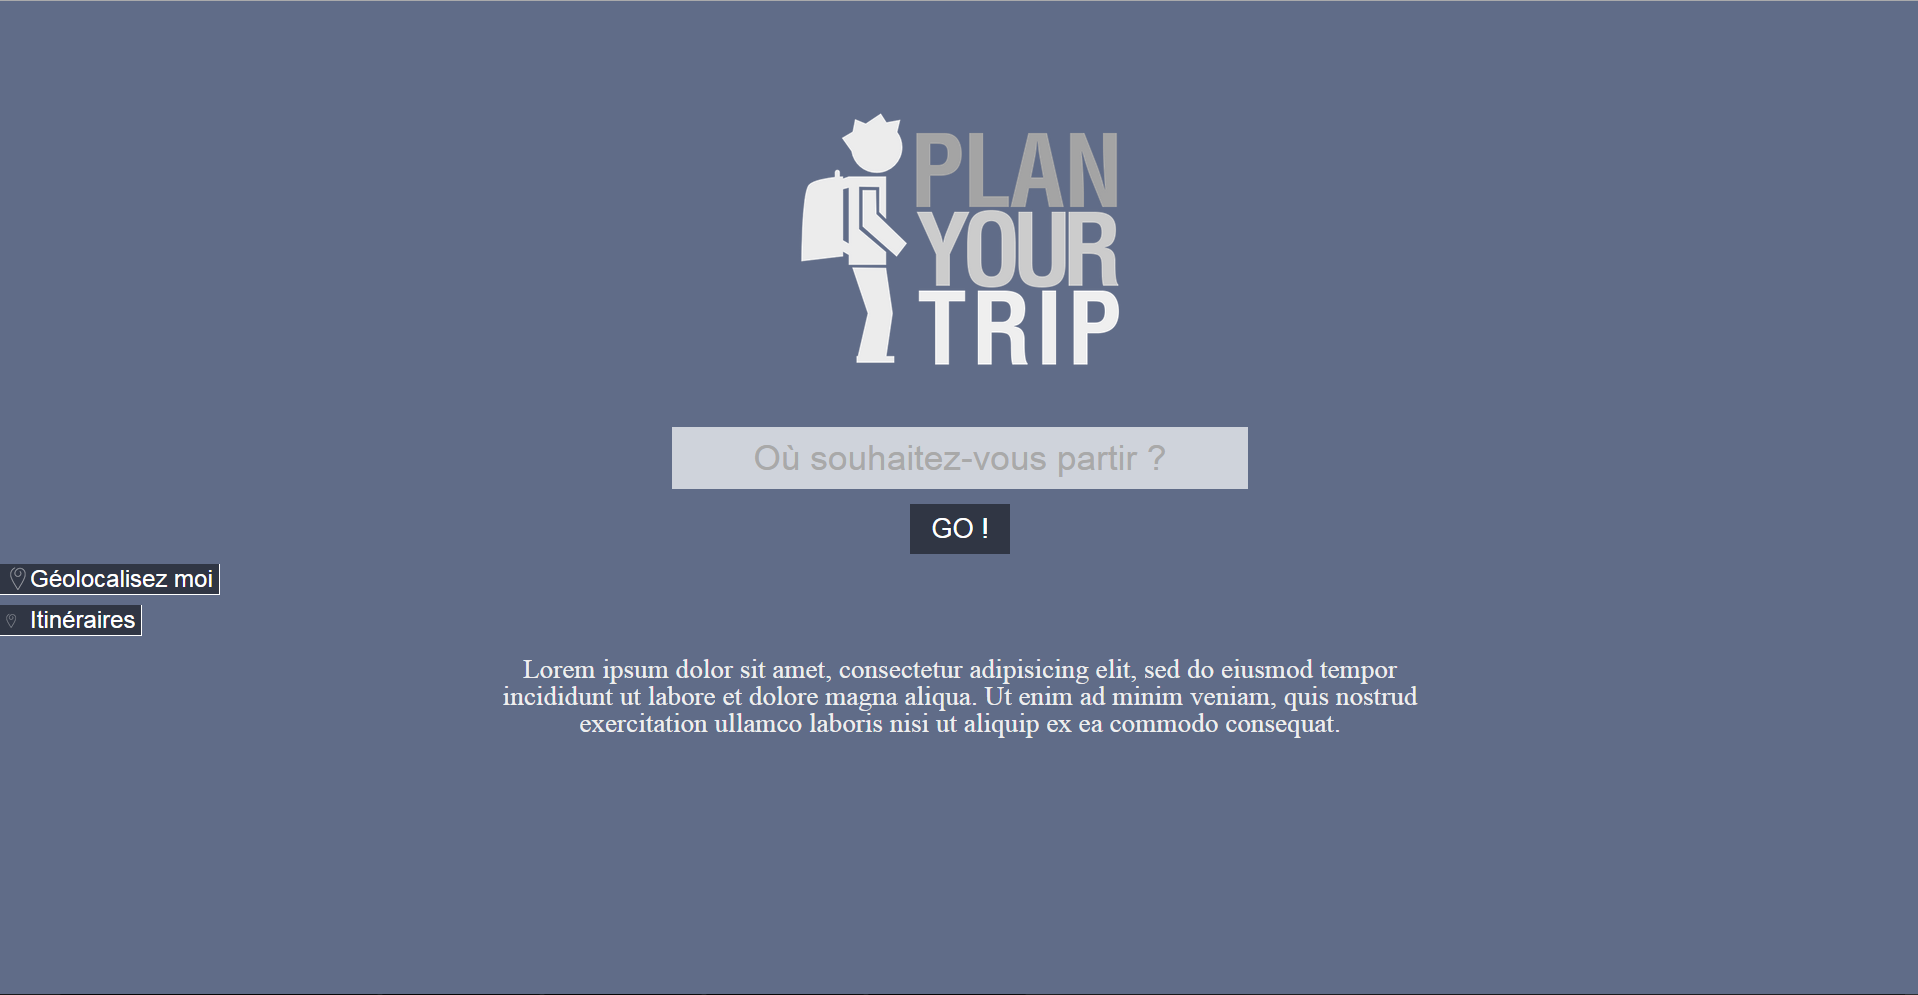 PLAN
YOUR
TRIP
Où souhaitez-vous partir ?
GO !
Géolocalisez moi
Itinéraires
Lorem ipsum dolor sit amet, consectetur adipisicing elit, sed do eiusmod tempor
incididunt ut labore et dolore magna aliqua. Ut enim ad minim veniam, quis nostrud
exercitation ullamco laboris nisi ut aliquip ex ea commodo consequat.